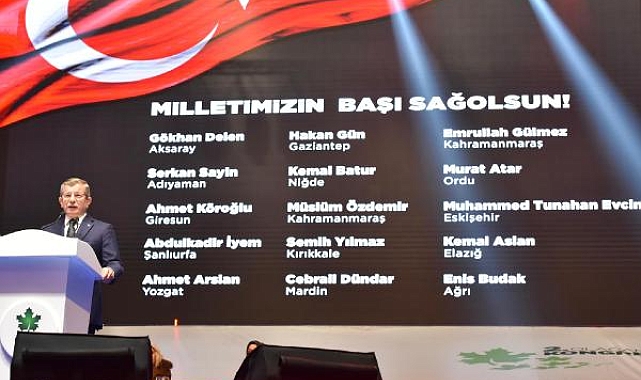 MILLETIMIZIN BAŞI SAĞOLSUN!
Gökhan Delen
Aksaray
Hakan Gün
Gaziantep
Emrullah Gülmez
Kahramanmaraş
Serkan Sayin
Adıyaman
Kemal Batur
Niğde
Murat Atar
Ordu
Ahmet Köroğlu
Giresun
Müslüm Özdemir
Kahramanmaraş
Muhammed Tunahan Evcin
Eskişehir
Abdulkadir İyem
Şanlıurfa
Semih Yılmaz
Kırıkkale
Kemal Aslan
Elazığ
Ahmet Arslan
Yozgat
Cebrail Dündar
Mardin
Enis Budak
Ağrı